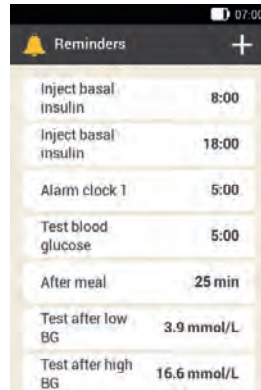 07:00
Reminders
Inject basal
insulin
8:00
Inject basal
insulin
18:00
Alarm clock 1
5:00
Test blood
glucose
5:00
After meal
25 min
Test after low
BG
3.9 mmol/L
Test after high
BG
16.6 mmol/L